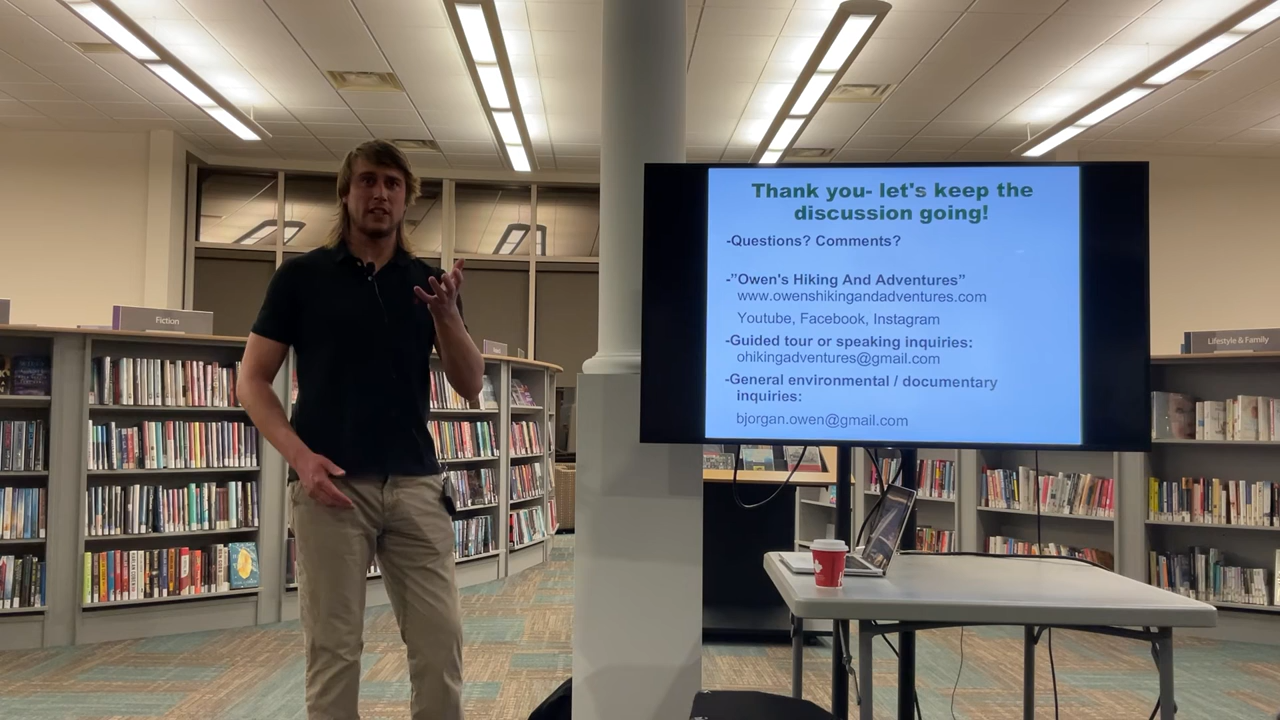 Thank you- let's keep the
discussion going!
-Questions? Comments?
-"Owen's Hiking And Adventures"
www.owenshikingandadventures.com
Youtube, Facebook, Instagram
-Guided tour or speaking inquiries:
ohikingadventures@gmail.com
-General environmental / documentary
inquiries:
bjorgan.owen@gmail.com
Fiction
Lifestyle & Family